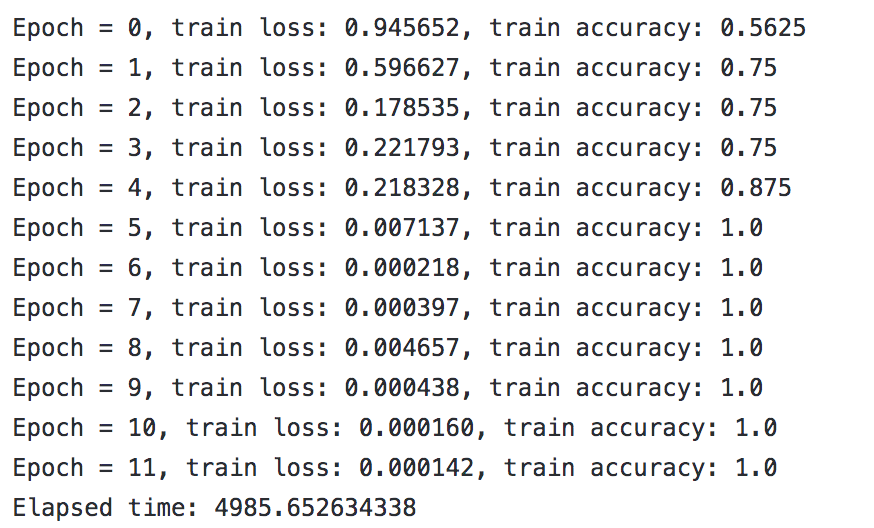 Epoch = 0, train loss: 0.945652, train accuracy: 0.5625
Epoch = 1, train loss: 0.596627, train accuracy: 0.75
Epoch = 2, train loss: 0.178535, train accuracy: 0.75
Epoch = 3, train loss: 0.221793, train accuracy: 0.75
Epoch = 4, train loss: 0.218328, train accuracy: 0.875
Epoch = 5, train loss: 0.007137, train accuracy: 1.0
Epoch = 6, train loss: 0.000218, train accuracy: 1.0
Epoch = 7, train loss: 0.000397, train accuracy: 1.0
Epoch = 8, train loss: 0.004657, train accuracy: 1.0
Epoch = 9, train loss: 0.000438, train accuracy: 1.0
Epoch = 10, train loss: 0.000160, train accuracy: 1.0
Epoch = 11, train loss: 0.000142, train accuracy: 1.0
Elapsed time: 4985.652634338